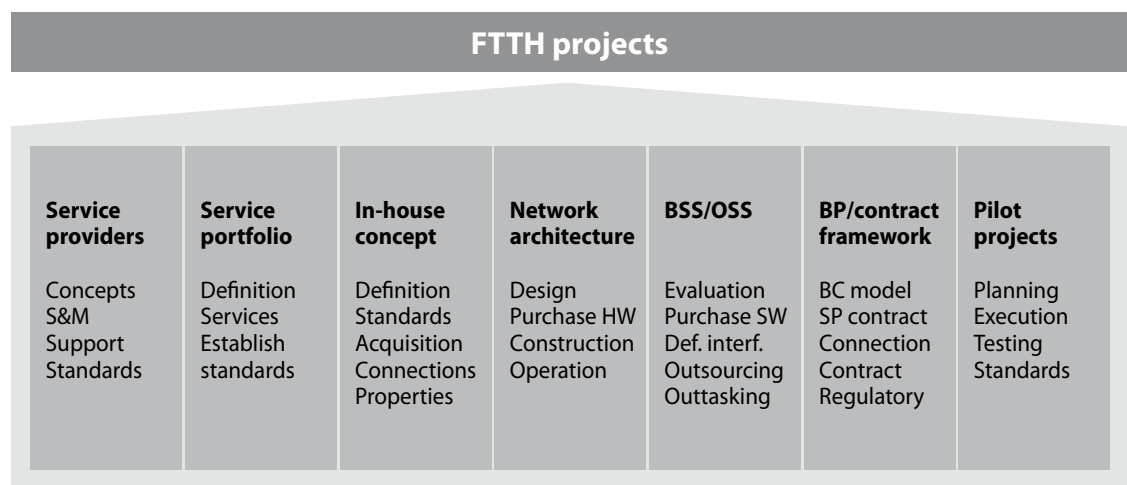 FTTH projects
Service
providers
Concepts
S&M
Support
Standards
Service
portfolio
Definition
Services
Establish
standards
In-house
concept
Definition
Standards
Acquisition
Connections
Properties
Network
architecture
Design
Purchase HW
Construction
Operation
BSS/OSS
Evaluation
Purchase SW
Def. interf.
Outsourcing
Outtasking
BP/contract
framework
BC model
SP contract
Connection
Contract
Regulatory
Pilot
projects
Planning
Execution
Testing
Standards